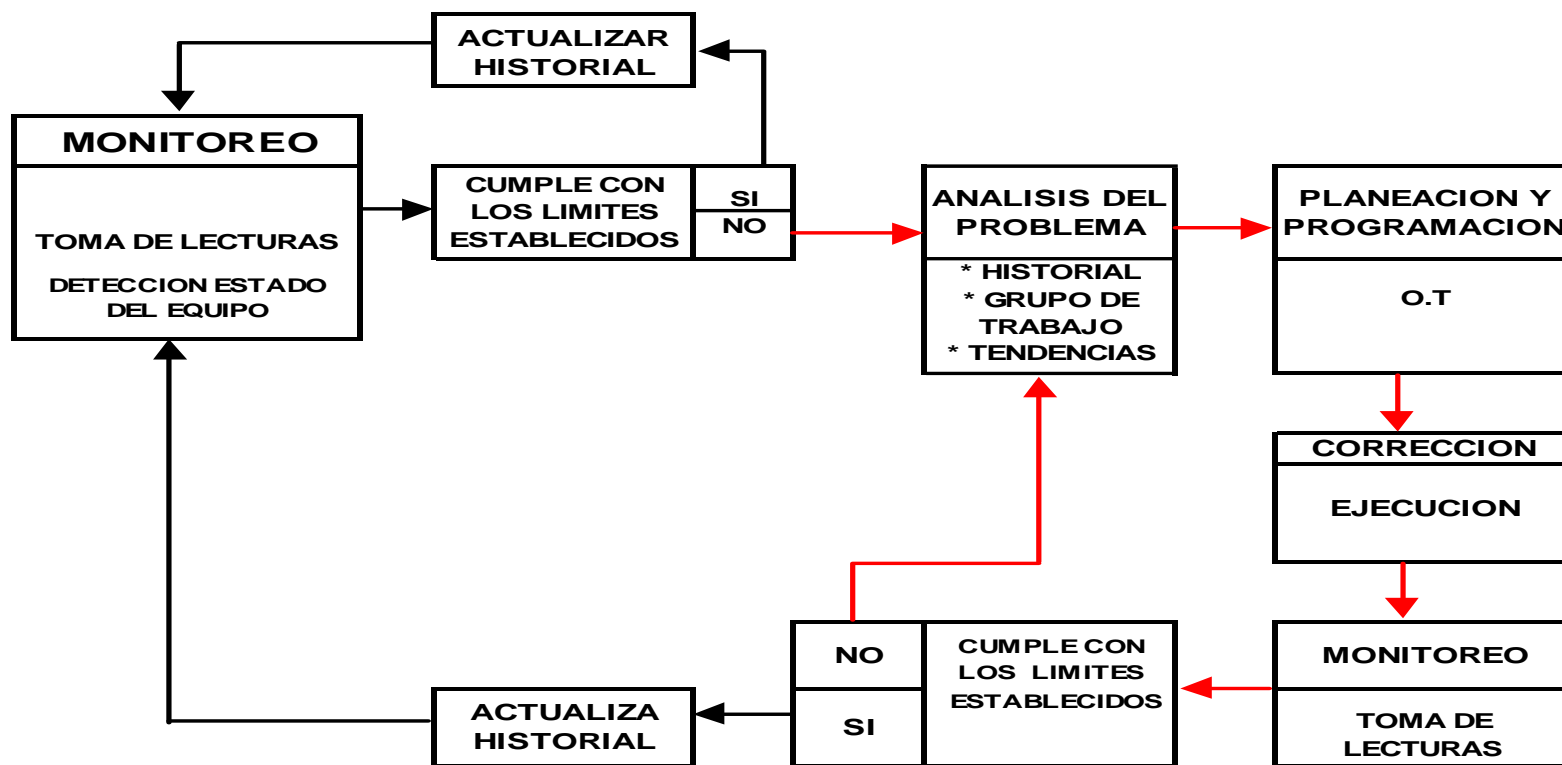 ACTUALIZAR
HISTORIAL
MONITOREO
TOMA DE LECTURAS
DETECCION ESTADO
DEL EQUIPO
CUMPLE CON
LOS LIMITES
ESTABLECIDOS
SI
NO
ANALISIS DEL
PROBLEMA
* HISTORIAL
* GRUPO DE
TRABAJO
* TENDENCIAS
PLANEACION Y
PROGRAMACION
O.T
CORRECCION
EJECUCION
MONITOREO
TOMA DE
LECTURAS
CUMPLE CON
LOS LIMITES
ESTABLECIDOS
NO
SI
ACTUALIZA
HISTORIAL